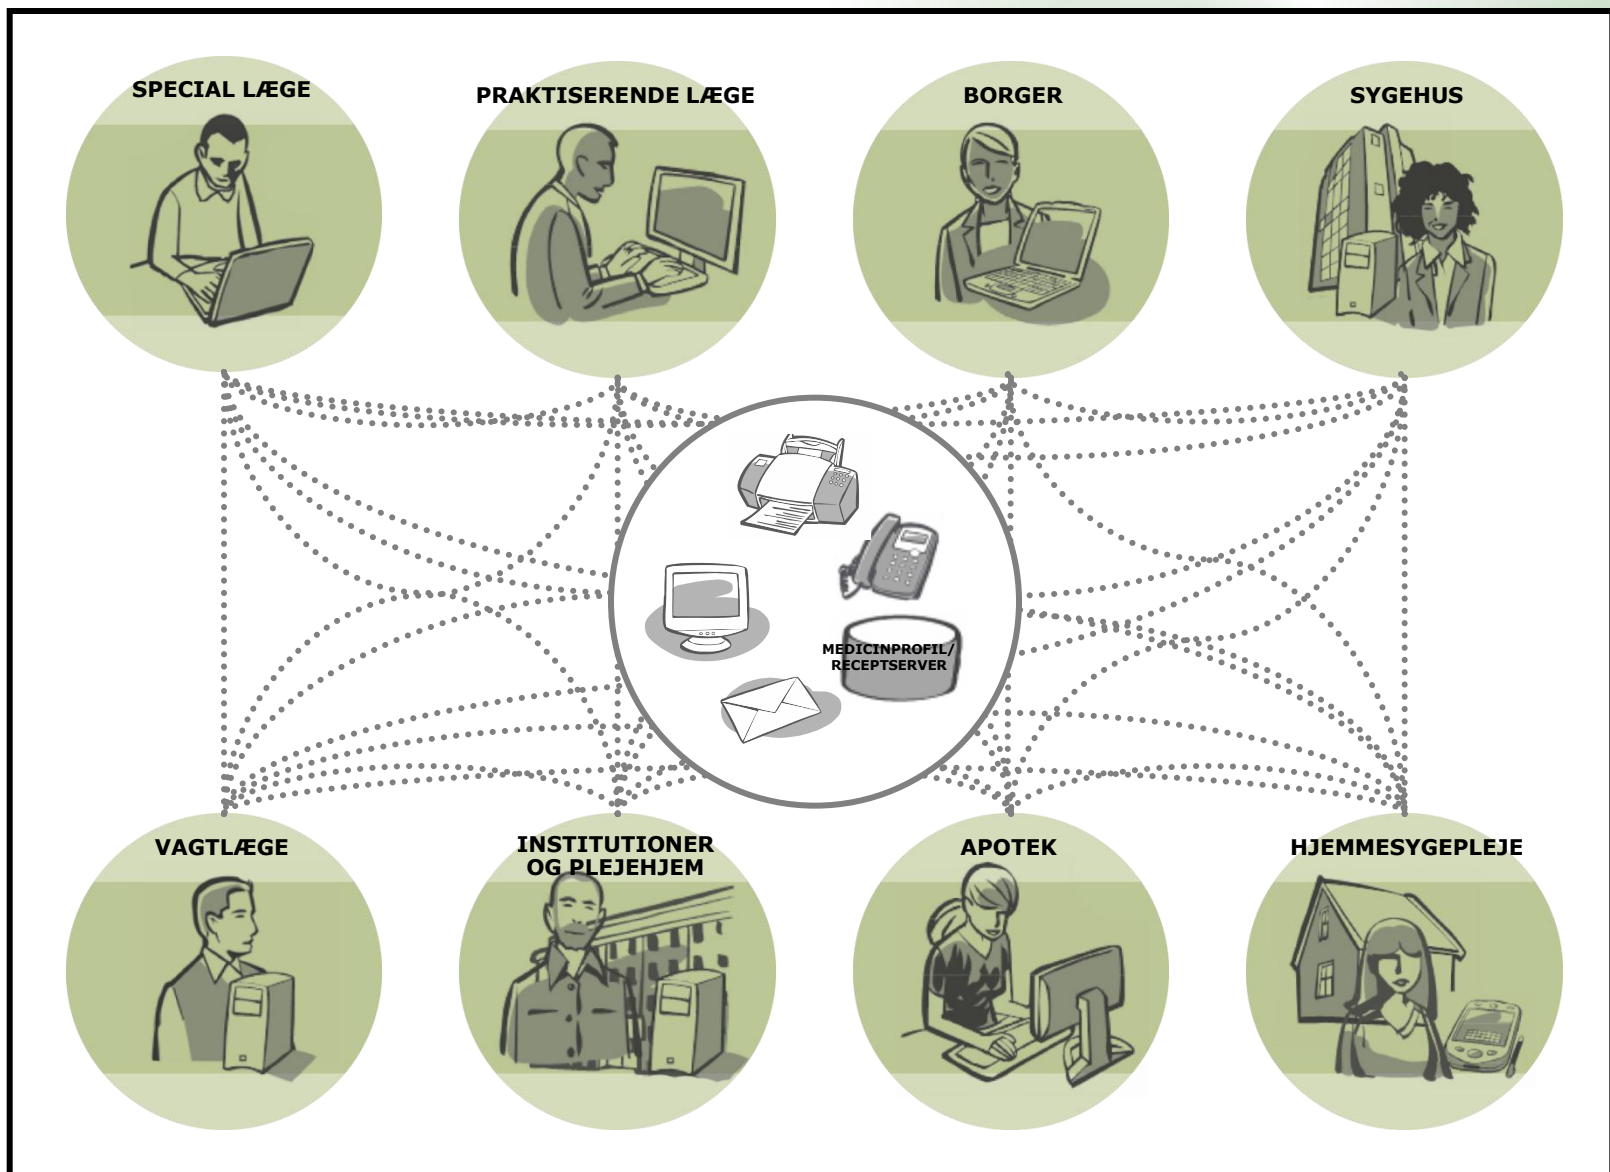 SPECIAL LÆGE
PRAKTISERENDE LÆGE
BORGER
SYGEHUS
MEDICINPROFIL/
RECEPTSERVER
VAGTLÆGE
INSTITUTIONER
OG PLEJEHJEM
APOTEK
HJEMMESYGEPLEJE